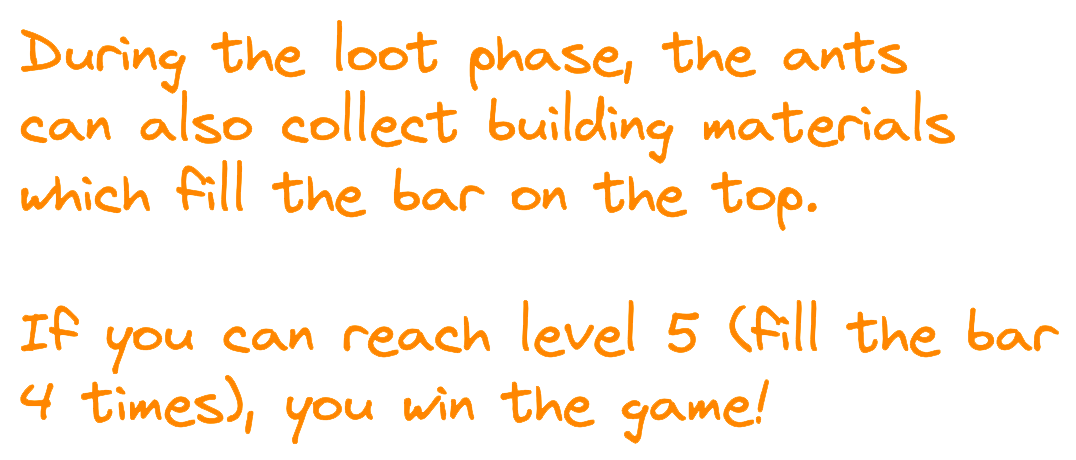 During the loot phase, the ants
can also collect building materials
which fill the bar on the top.
If you can reach level 5 (fill the bar
4 times), you win the game!